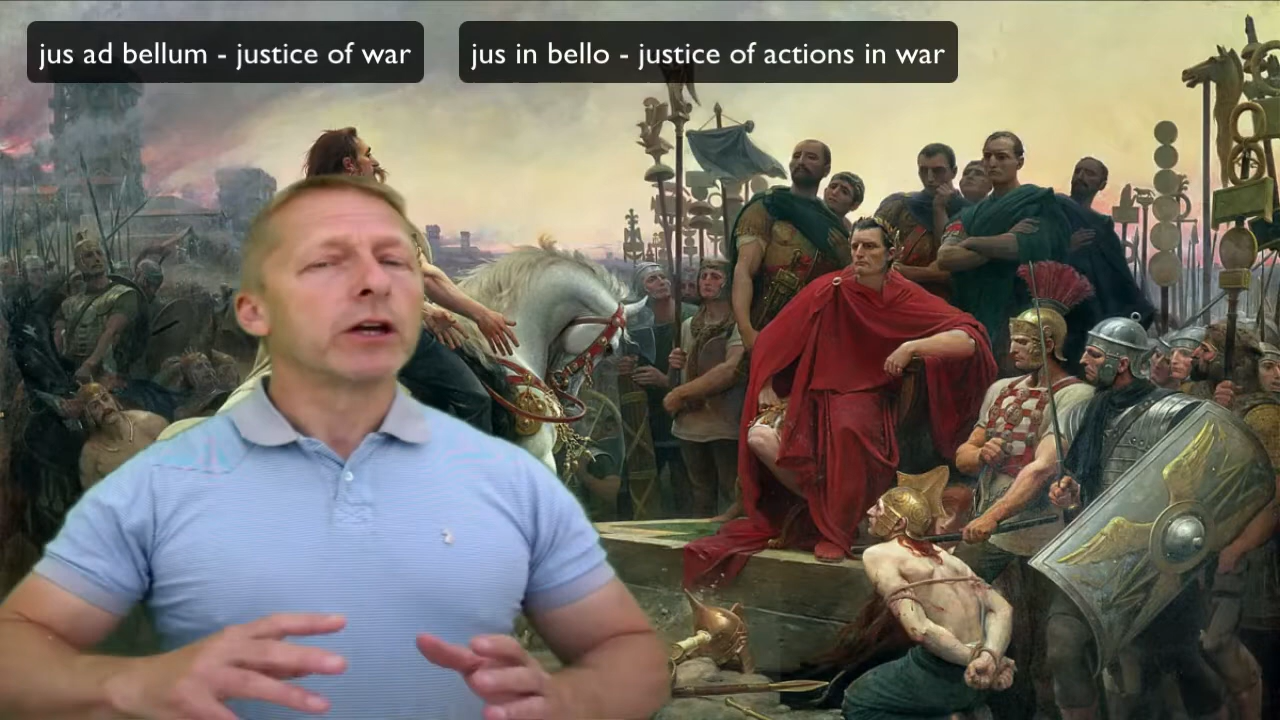 jus ad bellum - justice of war
jus in bello - justice of actions in war